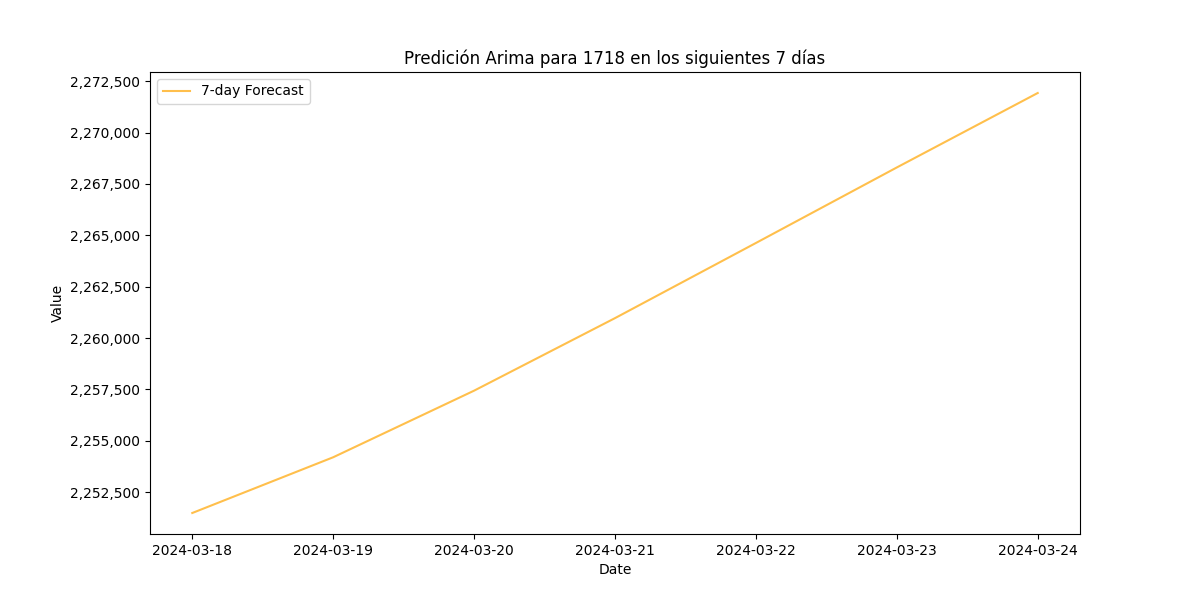 Predición Arima para 1718 en los siguientes 7 días
7-day Forecast
Value
2,272,500
2,270,000
2,267,500
2,265,000
2,262,500
2,260,000
2,257,500
2,255,000
2,252,500
2024-03-18 2024-03-19 2024-03-20 2024-03-21 2024-03-22 2024-03-23 2024-03-24
Date